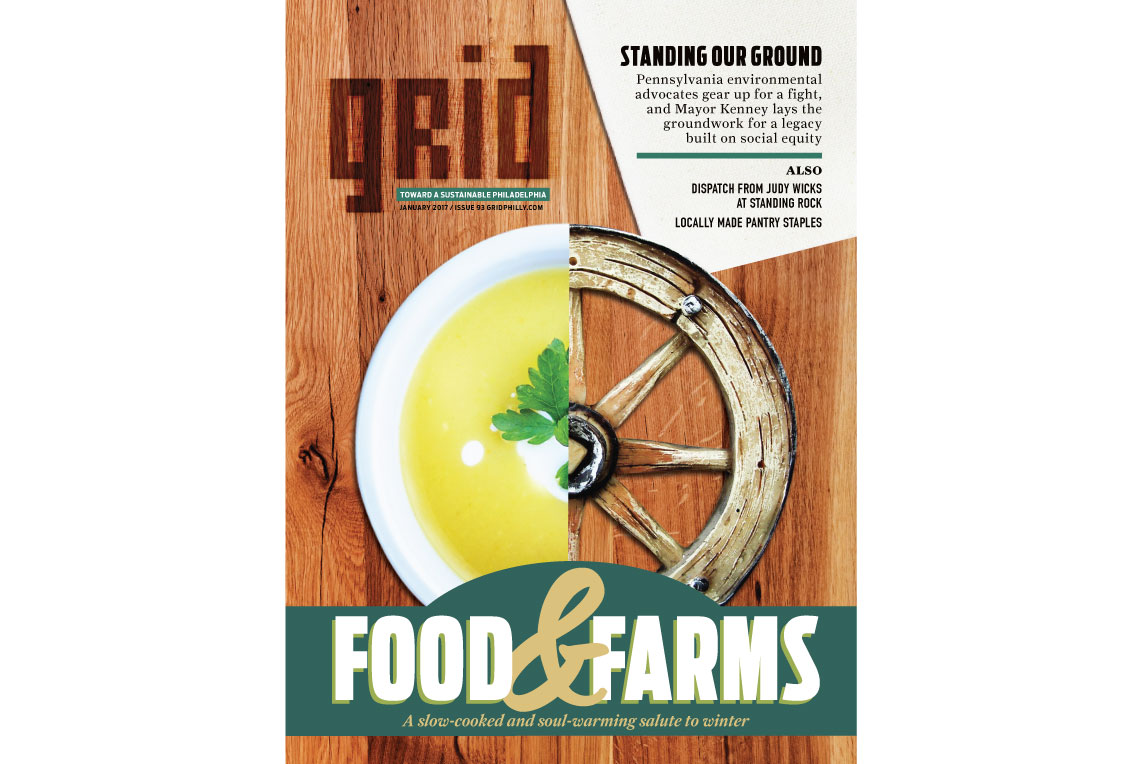 grid
TOWARD A SUSTAINABLE PHILADELPHIA
JANUARY 2017 / ISSUE 93 GRIDPHILLY.COM
STANDING OUR GROUND
Pennsylvania environmental
advocates gear up for a fight,
and Mayor Kenney lays the
groundwork for a legacy
built on social equity
ALSO
DISPATCH FROM JUDY WICKS
AT STANDING ROCK
LOCALLY MADE PANTRY STAPLES
FOOD & FARMS
A slow-cooked and soul-warming salute to winter